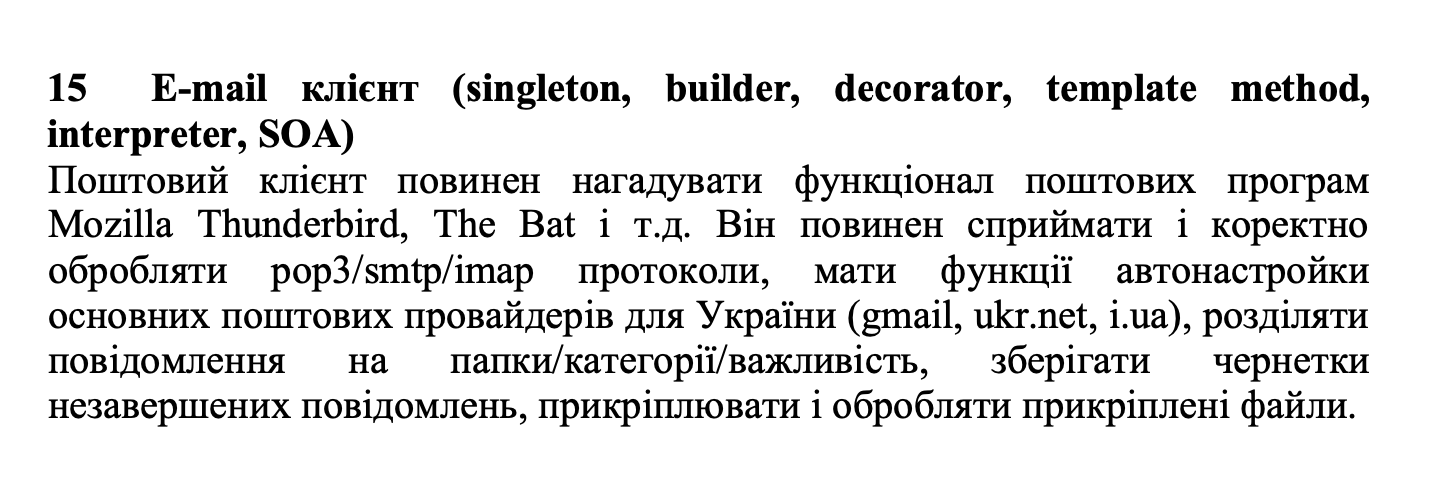 15 E-mail клієнт (singleton, builder, decorator, template method,
interpreter, SOA)
Поштовий клієнт повинен нагадувати функціонал поштових програм
Mozilla Thunderbird, The Bat і т.д. Він повинен сприймати і коректно
обробляти pop3/smtp/imap протоколи, мати функції автонастройки
основних поштових провайдерів для України (gmail, ukr.net, i.ua), розділяти
повідомлення на папки/категорії/важливість, зберігати чернетки
незавершених повідомлень, прикріплювати і обробляти прикріплені файли.